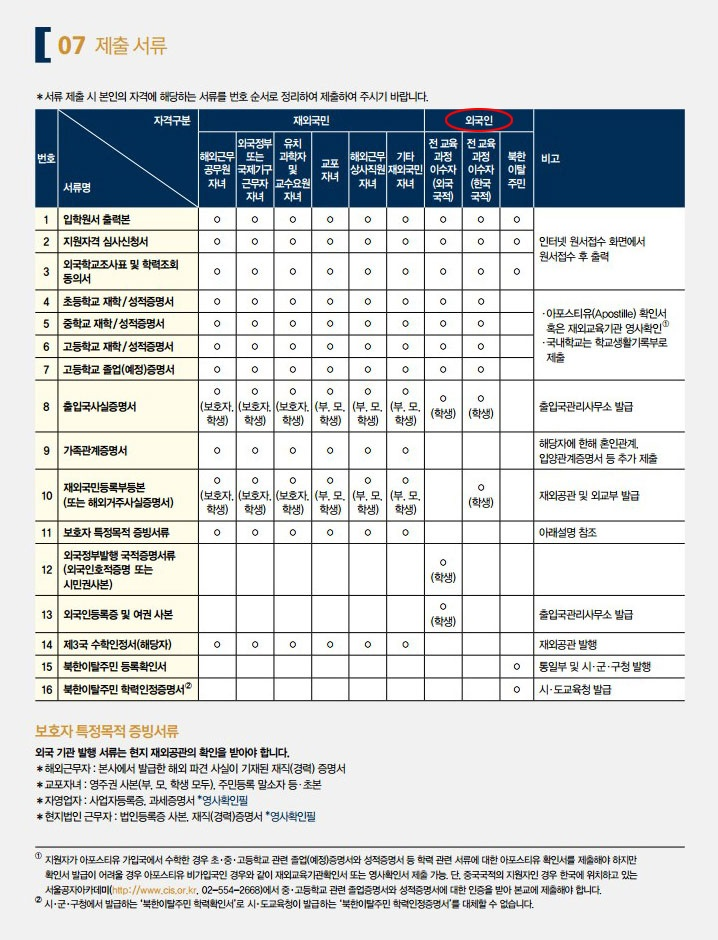 07 제출 서류
*서류 제출 시 본인의 자격에 해당하는 서류를 번호 순서로 정리하여 제출하여 주시기 바랍니다.
번호
자격구분
서류명
재외국민
외국인
비고
해외근무
공무원
자녀
외국정부
또는
국제기구
근무자
자녀
유치
과학자
및
교수요원
자녀
교포
자녀
해외근무
상사직원
자녀
기타
재외국민
자녀
전 교육
과정
이수자
(외국
국적)
전 교육
과정
이수자
(한국
국적)
북한
이탈
주민
1 입학원서 출력본 ○ ○ ○ ○ ○ ○ ○ ○ ○
2 지원자격 심사신청서 ○ ○ ○ ○ ○ ○ ○ ○ ○
3 외국학교조사표 및 학력조회
동의서 ○ ○ ○ ○ ○ ○ ○ ○ ○
인터넷 원서접수 화면에서
원서접수 후 출력
4 초등학교 재학/성적증명서 ○ ○ ○ ○ ○ ○ ○ ○
5 중학교 재학/성적증명서 ○ ○ ○ ○ ○ ○ ○ ○
6 고등학교 재학/성적증명서 ○ ○ ○ ○ ○ ○ ○ ○
7 고등학교 졸업(예정)증명서 ○ ○ ○ ○ ○ ○ ○ ○
·아포스티유(Apostille) 확인서
혹은 재외교육기관 영사확인①
·국내학교는 학교생활기록부로
제출
8 출입국사실증명서
○ ○ ○ ○ ○ ○ ○ ○
(보호자, (보호자, (보호자, (부, 모, (부, 모, (부, 모, (학생) (학생)
학생) 학생) 학생) 학생) 학생) 학생)
출입국관리사무소 발급
9 가족관계증명서 ○ ○ ○ ○ ○ ○
해당자에 한해 혼인관계,
입양관계증명서 등 추가 제출
10 재외국민등록부등본
(또는 해외거주사실증명서)
○ ○ ○ ○ ○ ○ ○
(보호자, (보호자, (보호자, (부, 모, (부, 모, (부, 모, (학생)
학생) 학생) 학생) 학생) 학생) 학생)
재외공관 및 외교부 발급
11 보호자 특정목적 증빙서류 ○ ○ ○ ○ ○ ○ 아래설명 참조
12 외국정부발행 국적증명서류
(외국인호적증명 또는
시민권사본)
○
(학생)
13 외국인등록증 및 여권 사본
○
(학생)
출입국관리사무소 발급
14 제3국 수학인정서(해당자) ○ ○ ○ ○ ○ ○ 재외공관 발행
15 북한이탈주민 등록확인서 ○ 통일부 및 시·군·구청 발행
16 북한이탈주민 학력인정증명서② ○ 시·도교육청 발급
보호자 특정목적 증빙서류
외국 기관 발행 서류는 현지 재외공관의 확인을 받아야 합니다.
*해외근무자 : 본사에서 발급한 해외 파견 사실이 기재된 재직(경력) 증명서
*교포자녀 : 영주권 사본(부, 모, 학생 모두), 주민등록 말소자 등·초본
*자영업자 : 사업자등록증, 과세증명서 *영사확인필
*현지법인 근무자 : 법인등록증 사본, 재직(경력)증명서 *영사확인필
① 지원자가 아포스티유 가입국에서 수학한 경우 초·중·고등학교 관련 졸업(예정)증명서와 성적증명서 등 학력 관련 서류에 대한 아포스티유 확인서를 제출해야 하지만
확인서 발급이 어려울 경우 아포스티유 비가입국인 경우와 같이 재외교육기관확인서 또는 영사확인서 제출 가능. 단, 중국국적의 지원자인 경우 한국에 위치하고 있는
서울공자아카데미(http://www.cis.or.kr, 02-554-2668)에서 중·고등학교 관련 졸업증명서와 성적증명서에 대한 인증을 받아 본교에 제출해야 합니다.
② 시·군·구청에서 발급하는 '북한이탈주민 학력확인서'로 시·도교육청이 발급하는 '북한이탈주민 학력인정증명서'를 대체할 수 없습니다.